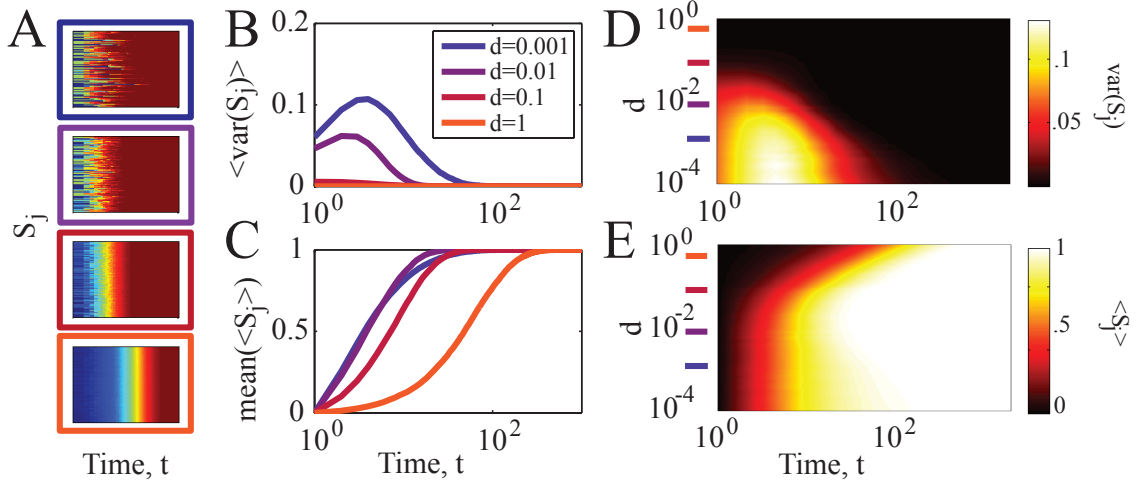 A
S_j
Time, t
B
<var(S_j)>
0.2
0.1
0
10^0
10^2
d=0.001
d=0.01
d=0.1
d=1
C
mean(<S_j>)
1
0.5
0
10^0
10^2
Time, t
D
d
10^0
10^-2
10^-4
10^0
10^2
.1
.05
var(S_j)
E
d
10^0
10^-2
10^-4
10^0
10^2
Time, t
1
.5
0
<S_j>